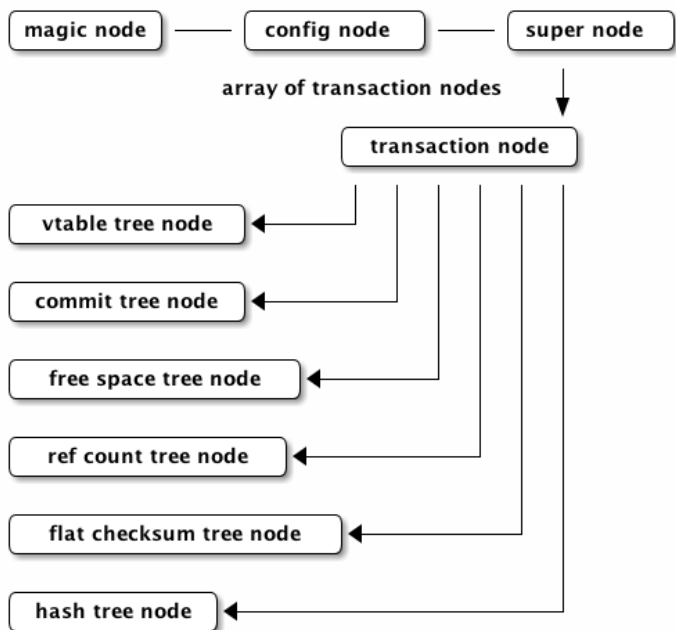 magic node
config node
super node
array of transaction nodes
transaction node
vtable tree node
commit tree node
free space tree node
ref count tree node
flat checksum tree node
hash tree node